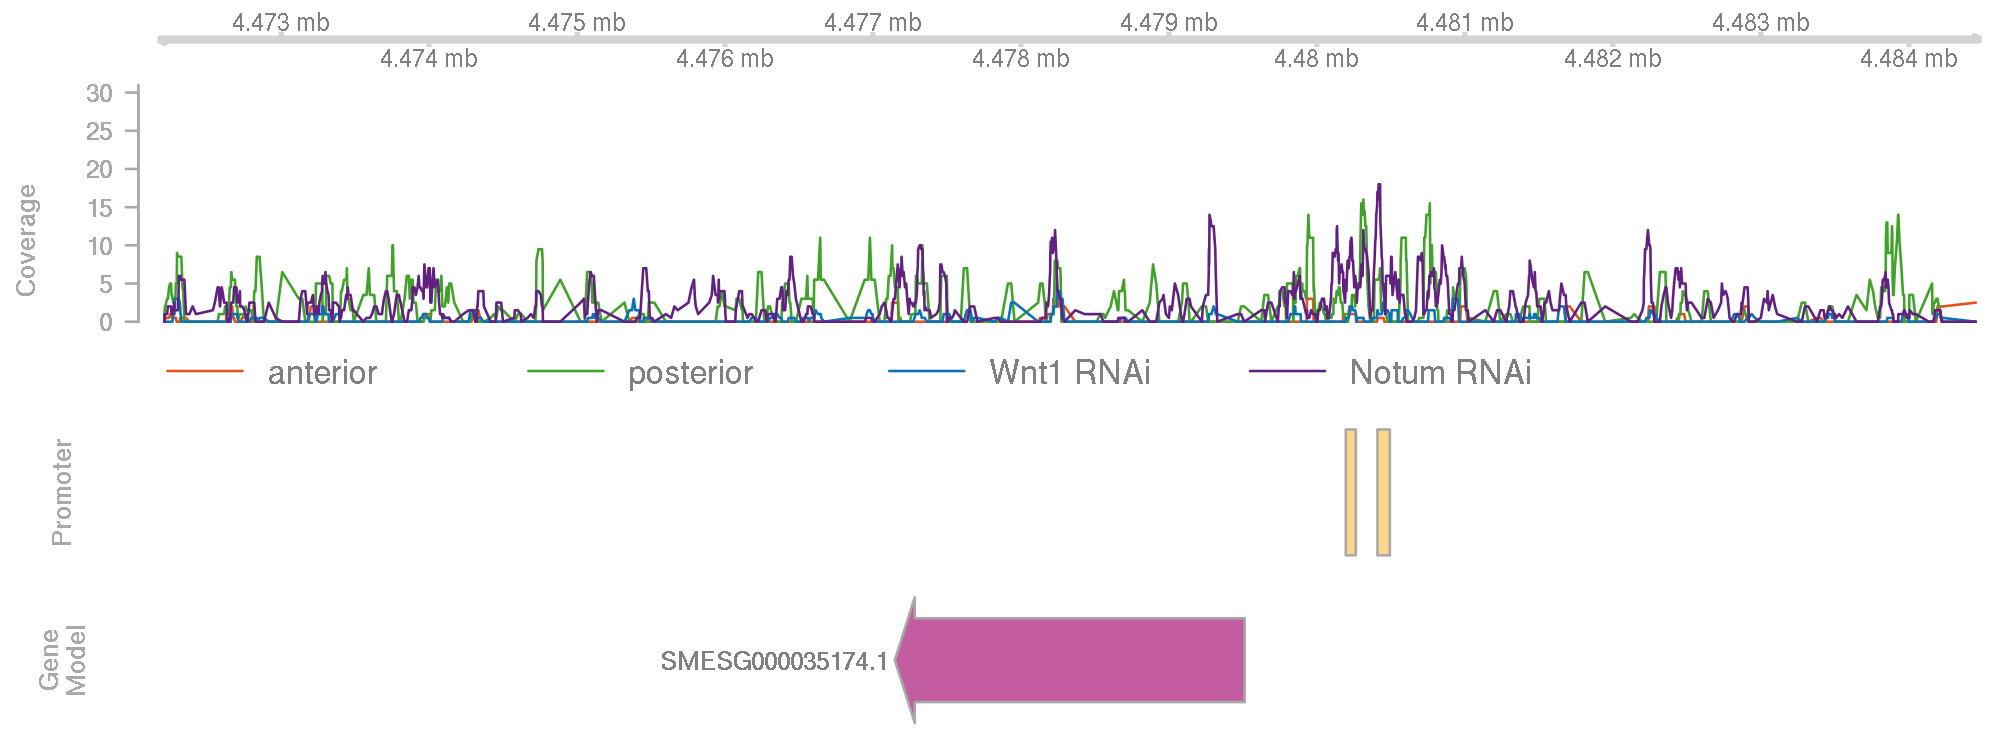 4.473 mb 4.475 mb 4.477 mb 4.479 mb 4.481 mb 4.483 mb
4.474 mb 4.476 mb 4.478 mb 4.48 mb 4.482 mb 4.484 mb
30
25
20
15
10
5
0
Coverage
anterior posterior Wnt1 RNAi Notum RNAi
Promoter
Gene
Model
SMESG000035174.1